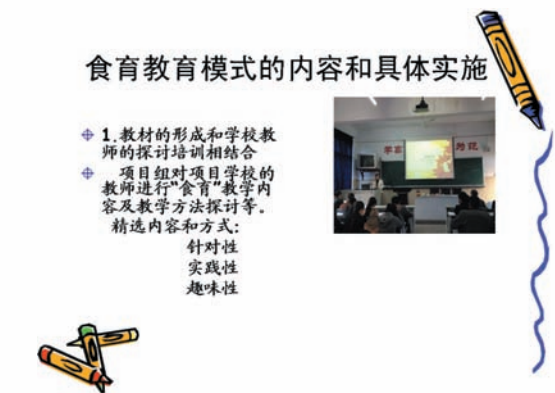 食育教育模式的内容和具体实施
1.教材的形成和学校教
师的探讨培训相结合
项目组对项目学校的
教师进行“食育”教学内
容及教学方法探讨等。
精选内容和方式:
针对性
实践性
趣味性